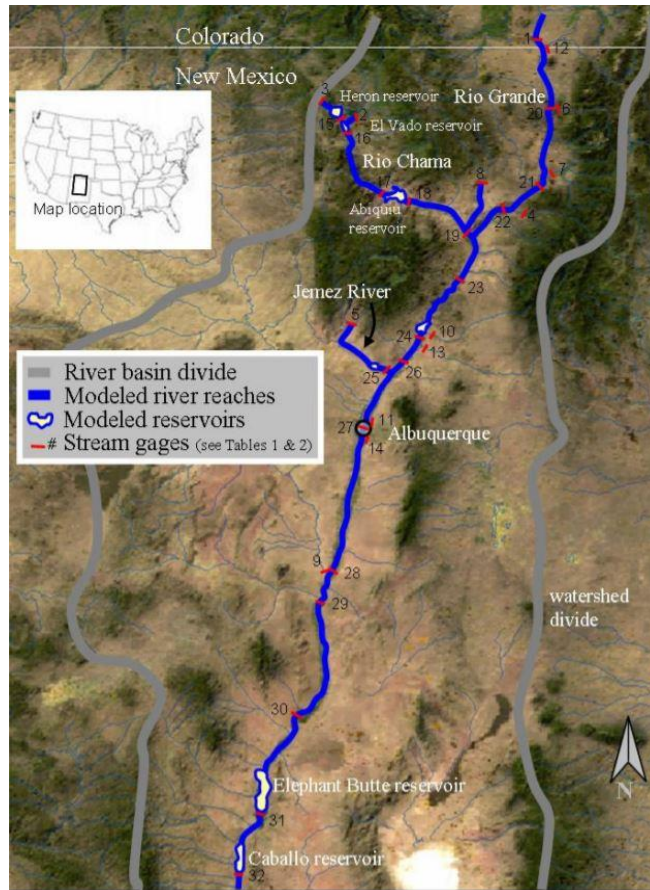 Colorado
New Mexico
1
12
3
Heron reservoir
Rio Grande
15
2
El Vado reservoir
16
20
6
Rio Chama
Map location
17
18
8
7
21
Abiquiu
reservoir
22
4
19
23
Jemez River
5
24
10
13
25
26
River basin divide
Modeled river reaches
Modeled reservoirs
# Stream gages (see Tables 1 & 2)
27
11
14
Albuquerque
9
28
29
watershed
divide
30
N
Elephant Butte reservoir
31
Caballo reservoir
32